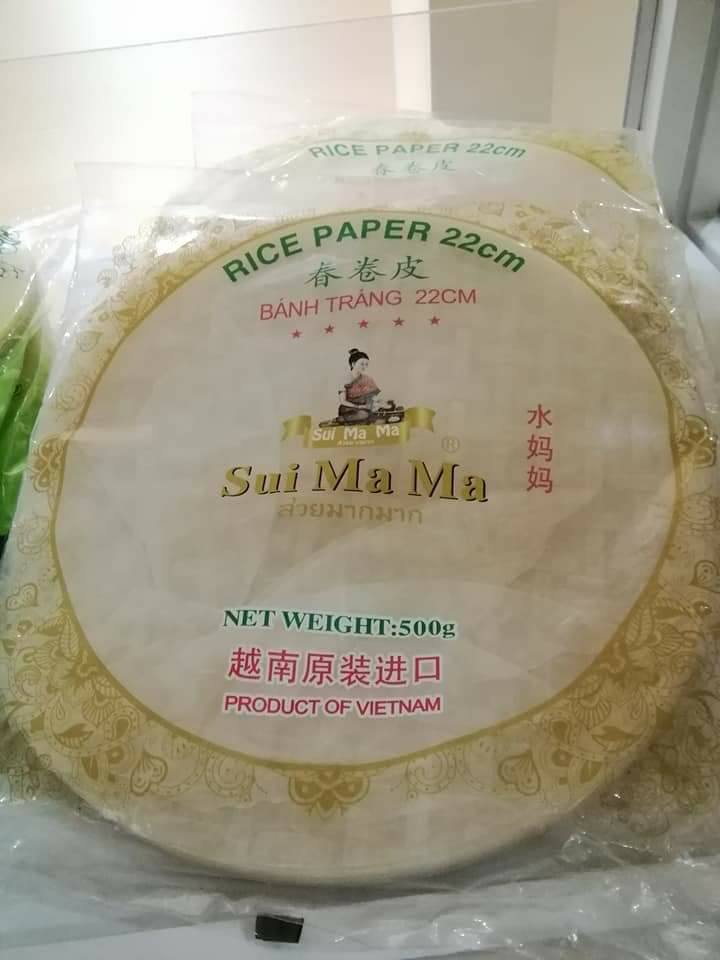 RICE PAPER 22cm
春卷皮
RICE PAPER 22cm
春卷皮
BÁNH TRÁNG 22CM
Sui Ma Ma
水妈妈
Sui Ma Ma ®
สวยมากมาก
NET WEIGHT:500g
越南原装进口
PRODUCT OF VIETNAM